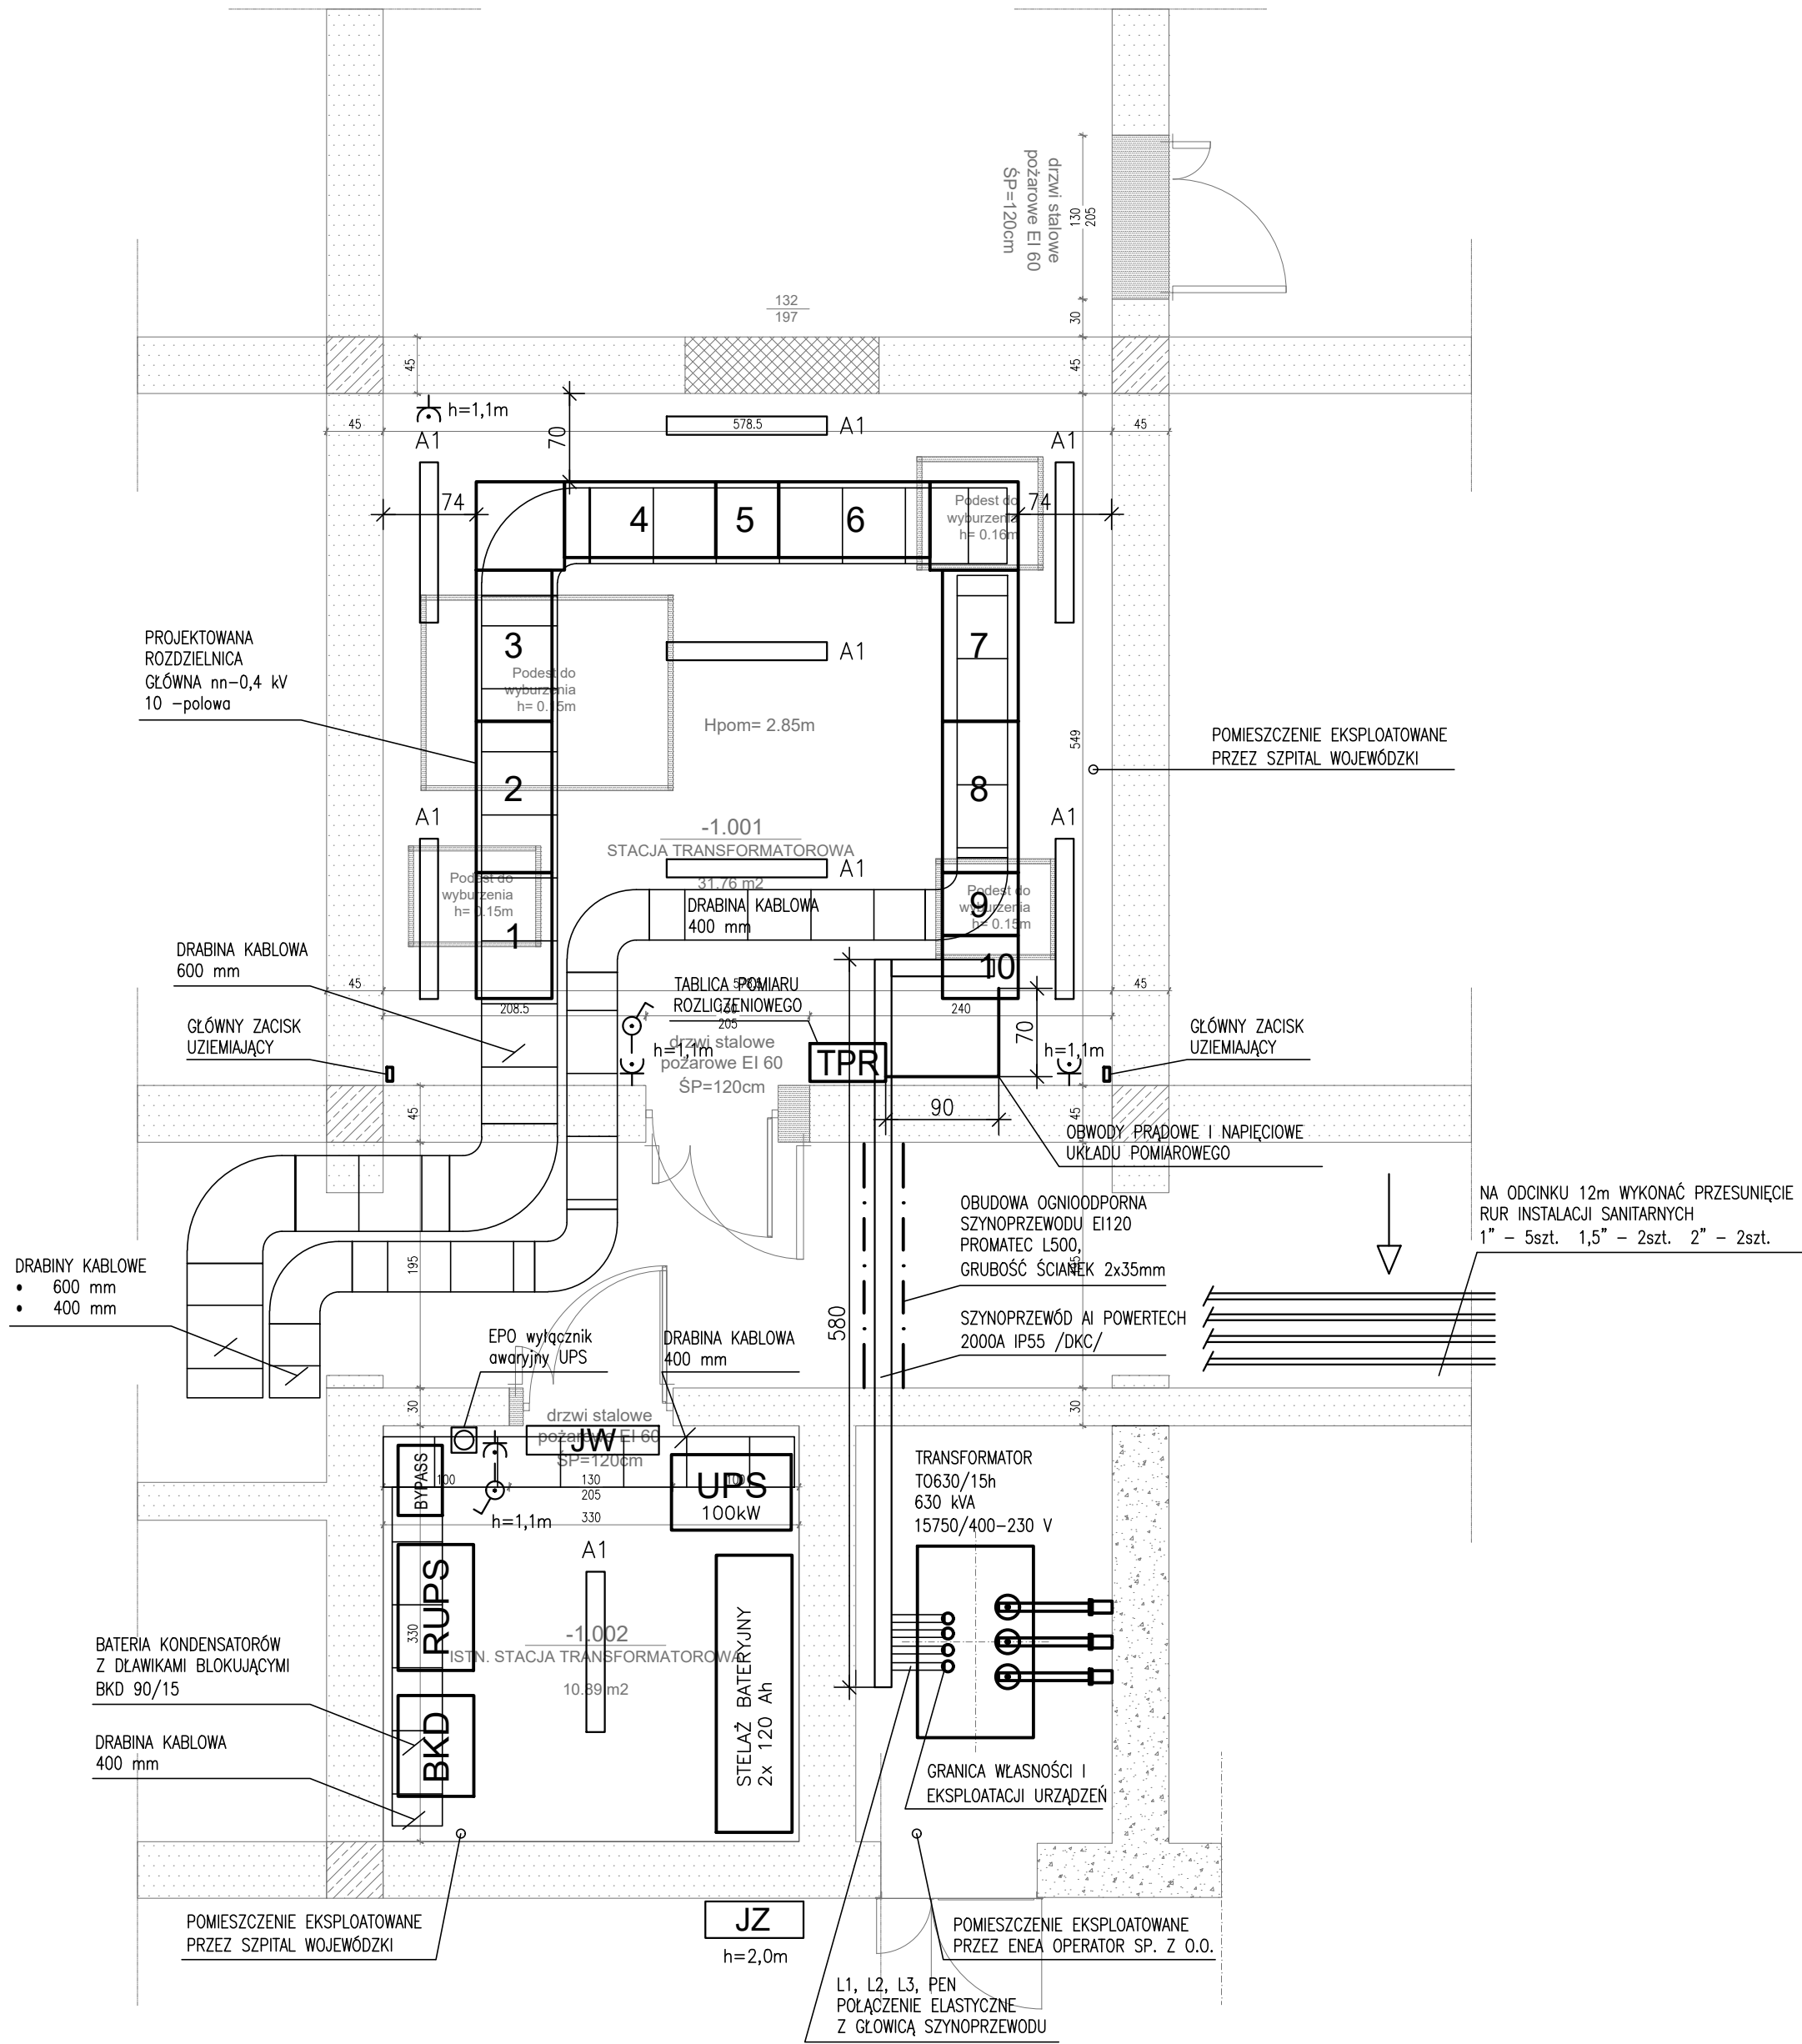 drzwi stalowe
pożarowe EI 60
ŚP=120cm
130
205
30
132
197
45
45
h=1,1m
45
578.5
A1
45
A1
70
A1
74
4
5
6
Podest do
wyburzenia
h= 0.16m
74
3
Podest do
wyburzenia
h= 0.15m
7
A1
PROJEKTOWANA
ROZDZIELNICA
GŁÓWNA nn-0,4 kV
10 -polowa
Hpom= 2.85m
549
POMIESZCZENIE EKSPLOATOWANE
PRZEZ SZPITAL WOJEWÓDZKI
2
8
A1
A1
-1.001
STACJA TRANSFORMATOROWA
A1
31.76 m2
Podest do
wyburzenia
h= 0.15m
1
DRABINA KABLOWA
400 mm
Podest do
wyburzenia
h= 0.15m
9
10
DRABINA KABLOWA
600 mm
45
578.5
45
TABLICA POMIARU
ROZLICZENIOWEGO
208.5
205
240
GŁÓWNY ZACISK
UZIEMIAJĄCY
drzwi stalowe
pożarowe EI 60
ŚP=120cm
h=1,1m
TPR
70
h=1,1m
GŁÓWNY ZACISK
UZIEMIAJĄCY
45
90
45
OBWODY PRĄDOWE I NAPIĘCIOWE
UKŁADU POMIAROWEGO
OBUDOWA OGNIOODPORNA
SZYNOPRZEWODU EI120
PROMATEC L500,
GRUBOŚĆ ŚCIANEK 2x35mm
NA ODCINKU 12m WYKONAĆ PRZESUNIĘCIE
RUR INSTALACJI SANITARNYCH
1” - 5szt. 1,5” - 2szt. 2” - 2szt.
195
DRABINY KABLOWE
• 600 mm
• 400 mm
580
SZYNOPRZEWÓD Al POWERTECH
2000A IP55 /DKC/
EPO wyłącznik
awaryjny UPS
DRABINA KABLOWA
400 mm
30
30
drzwi stalowe
pożarowe EI 60
ŚP=120cm
JW
BYPASS
100
130
205
100
UPS
100kW
h=1,1m
330
TRANSFORMATOR
TO630/15h
630 kVA
15750/400-230 V
A1
RUPS
330
-1.002
ISTN. STACJA TRANSFORMATOROWA
10.89 m2
STELAŻ BATERYJNY
2x 120 Ah
BATERIA KONDENSATORÓW
Z DŁAWIKAMI BLOKUJĄCYMI
BKD 90/15
BKD
DRABINA KABLOWA
400 mm
GRANICA WŁASNOŚCI I
EKSPLOATACJI URZĄDZEŃ
POMIESZCZENIE EKSPLOATOWANE
PRZEZ SZPITAL WOJEWÓDZKI
JZ
h=2,0m
POMIESZCZENIE EKSPLOATOWANE
PRZEZ ENEA OPERATOR SP. Z O.O.
L1, L2, L3, PEN
POŁĄCZENIE ELASTYCZNE
Z GŁOWICĄ SZYNOPRZEWODU